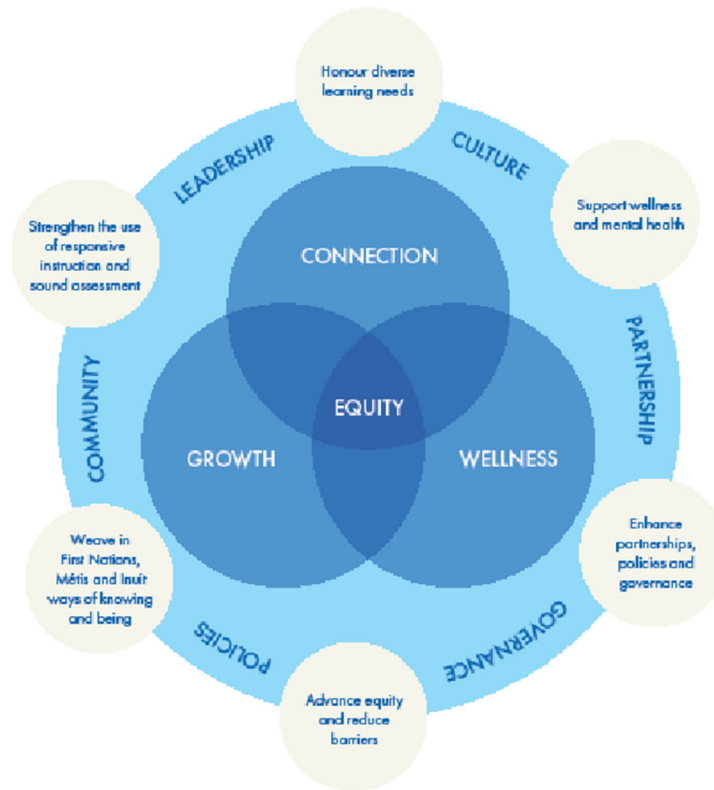 Honour diverse
learning needs
LEADERSHIP
CULTURE
Support wellness
and mental health
Strengthen the use
of responsive
instruction and
sound assessment
CONNECTION
PARTNERSHIP
COMMUNITY
EQUITY
GROWTH
WELLNESS
Enhance
partnerships,
policies and
governance
Weave in
First Nations,
Métis and Inuit
ways of knowing
and being
POLICIES
GOVERNANCE
Advance equity
and reduce
barriers